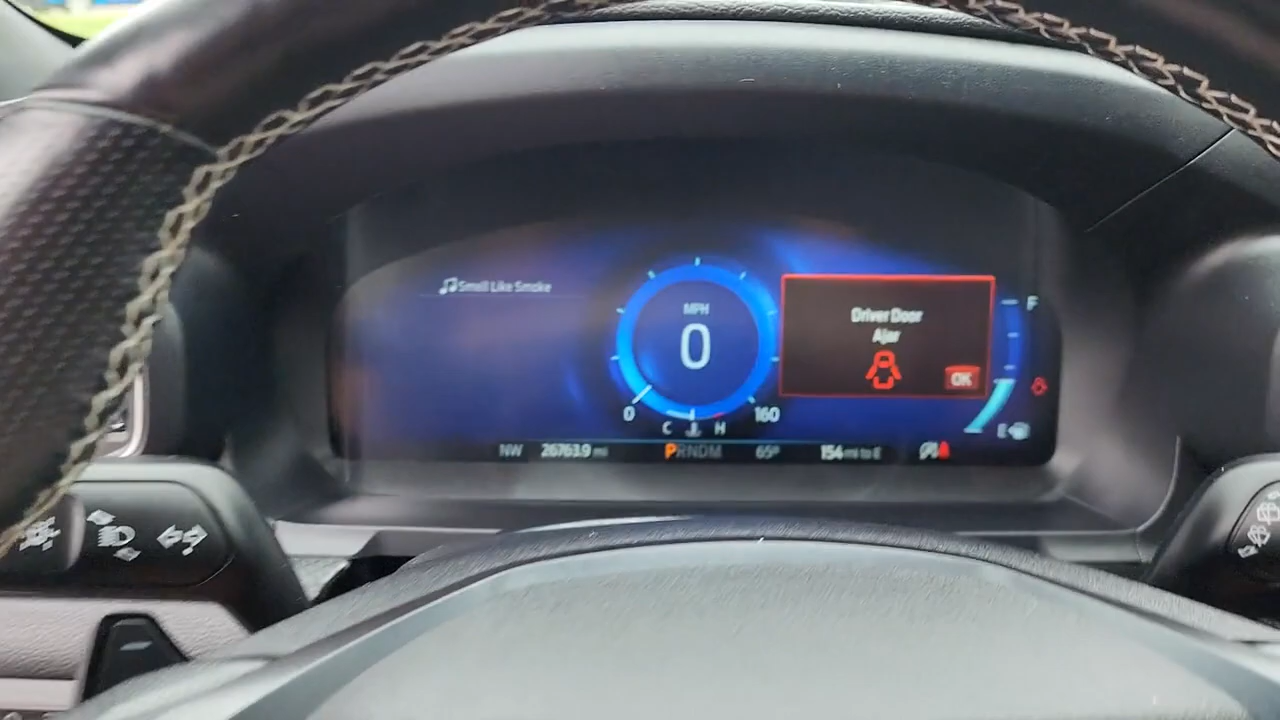 Smell Like Smoke
MPH
0
0
160
C
H
Driver Door
Ajar
OK
F
E
NW
26763.9 mi
PRNDM
65°
154 mi to E